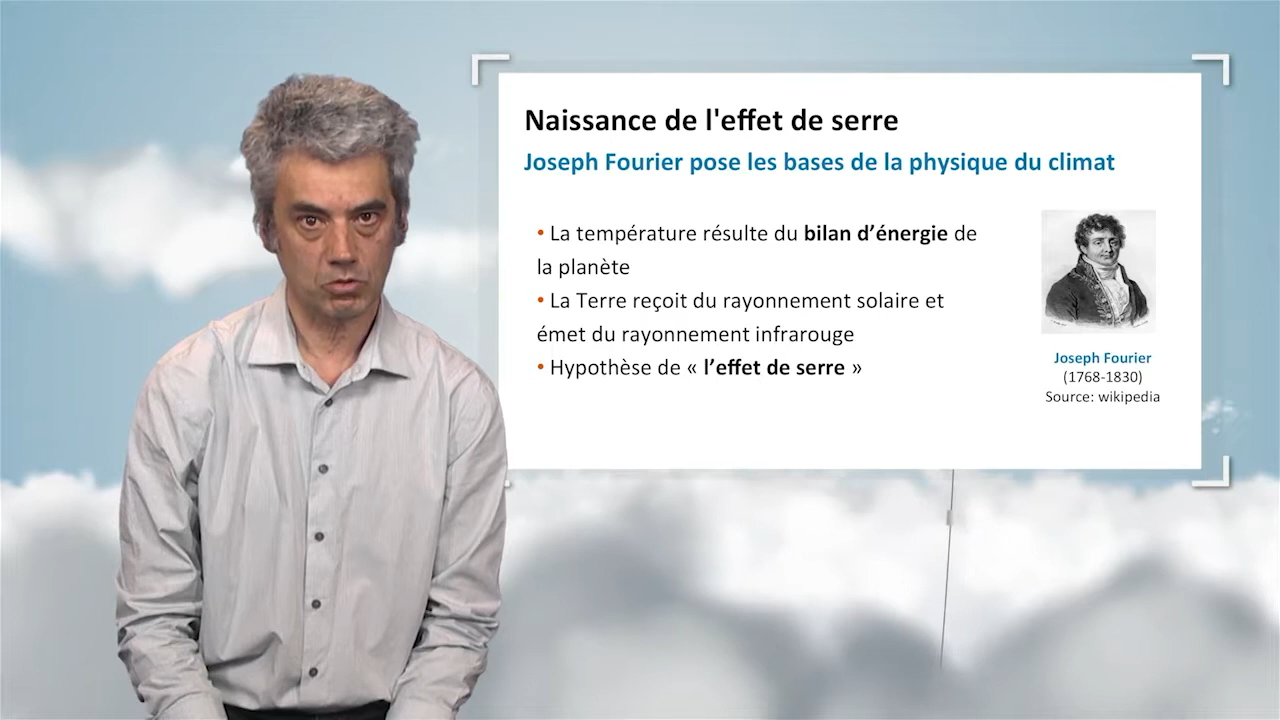 Naissance de l'effet de serre
Joseph Fourier pose les bases de la physique du climat
• La température résulte du bilan d’énergie de
la planète
• La Terre reçoit du rayonnement solaire et
émet du rayonnement infrarouge
• Hypothèse de « l’effet de serre »
Joseph Fourier
(1768-1830)
Source: wikipedia